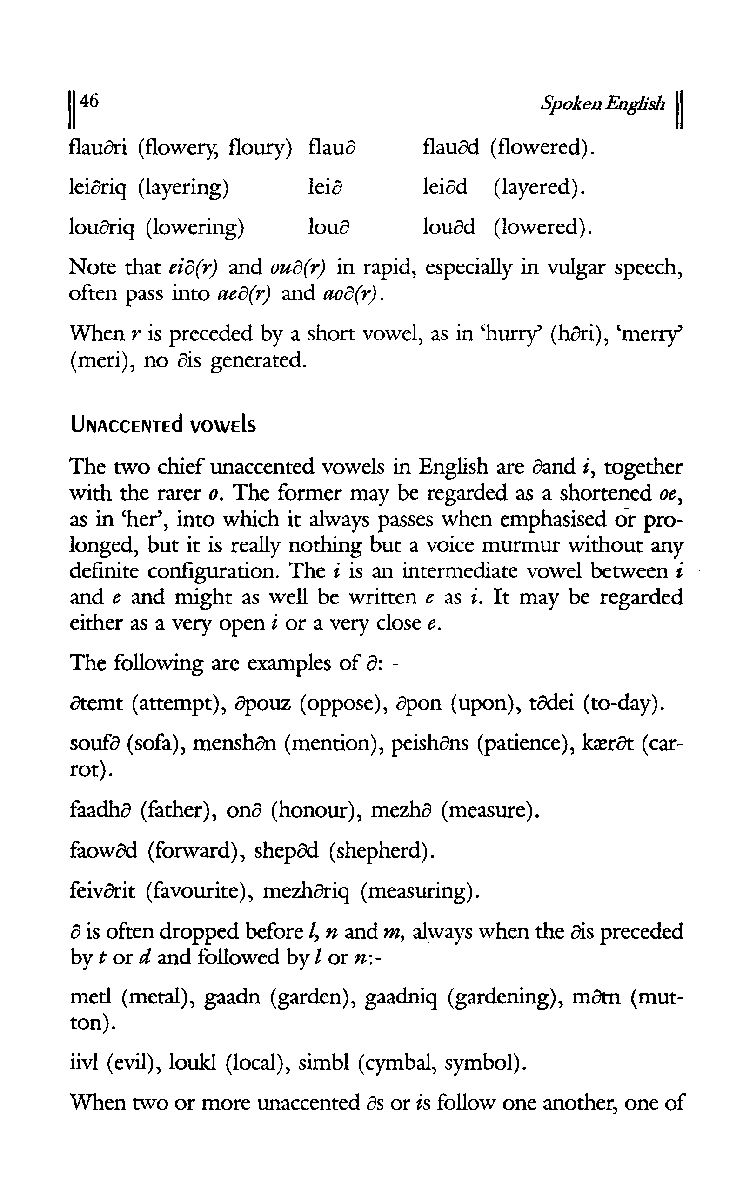 46 Spoken English
flauəri (flowery, floury) flauə flauəd (flowered).
leiəriq (layering) leiə leiəd (layered).
louəriq (lowering) louə louəd (lowered).
Note that eiə(r) and ouə(r) in rapid, especially in vulgar speech,
often pass into aeə(r) and aoə(r).
When r is preceded by a short vowel, as in ‘hurry’ (həri), ‘merry’
(meri), no əis generated.
UNACCENTEd vowels
The two chief unaccented vowels in English are əand i, together
with the rarer o. The former may be regarded as a shortened oe,
as in ‘her’, into which it always passes when emphasised or pro-
longed, but it is really nothing but a voice murmur without any
definite configuration. The i is an intermediate vowel between i
and e and might as well be written e as i. It may be regarded
either as a very open i or a very close e.
The following are examples of ə: -
ətemt (attempt), əpouz (oppose), əpon (upon), tədei (to-day).
soufə (sofa), menshən (mention), peishəns (patience), kærət (car-
rot).
faadhə (father), onə (honour), mezhə (measure).
faowəd (forward), shepəd (shepherd).
feivərit (favourite), mezhəriq (measuring).
ə is often dropped before l, n and m, always when the əis preceded
by t or d and followed by l or n:-
metl (metal), gaadn (garden), gaadniq (gardening), mətn (mut-
ton).
iivl (evil), loukl (local), simbl (cymbal, symbol).
When two or more unaccented əs or is follow one another, one of